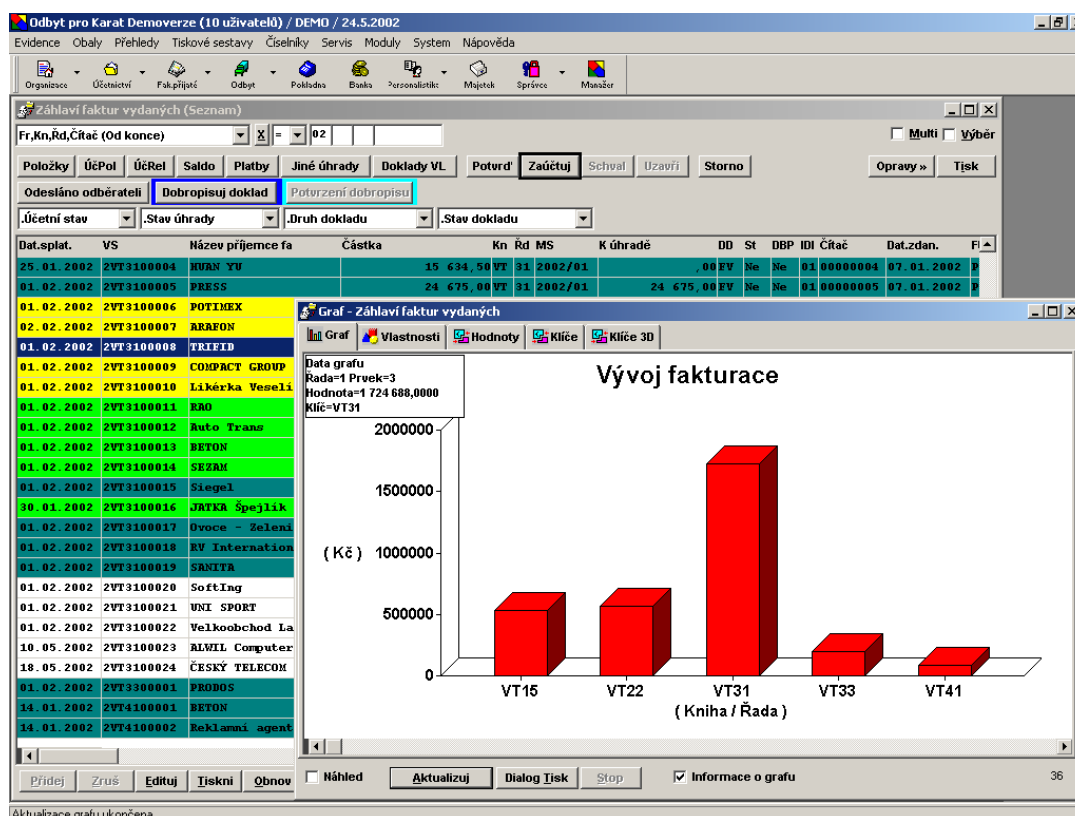 Odbyt pro Karat Demoverze (10 uživatelů) / DEMO / 24.5.2002
Evidence Obaly Přehledy Tiskové sestavy Číselníky Servis Moduly System Nápověda
Organizace Účetnictví Fak.přijaté Odbyt Pokladna Banka Personalistika Majetek Správce Manažer
Záhlaví faktur vydaných (Seznam)
Fr,Kn,Řd,Čítač (Od konce) X = 02 Multi Výběr
Položky ÚčPol ÚčRel Saldo Platby Jiné úhrady Doklady VL Potvrď Zaúčtuj Schval Uzavři Storno Opravy » Tisk
Odesláno odběrateli Dobropisuj doklad Potvrzení dobropisu
.Účetní stav .Stav úhrady .Druh dokladu .Stav dokladu
Dat.splat. VS Název příjemce fa Částka Kn Řd MS K úhradě DD St DBP IDI Čítač Dat.zdan.
25.01.2002 2VT3100004 HUAN YU 15 634,50 VT 31 2002/01 ,00 FV Ne Ne 01 00000004 07.01.2002 P
01.02.2002 2VT3100005 PRESS 24 675,00 VT 31 2002/01 24 675,00 FV Ne Ne 01 00000005 07.01.2002 P
01.02.2002 2VT3100006 POTIMEX
02.02.2002 2VT3100007 ARAFON
01.02.2002 2VT3100008 TRIFID
01.02.2002 2VT3100009 COMPACT GROUP
01.02.2002 2VT3100010 Likérka Veselí
01.02.2002 2VT3100011 RAO
01.02.2002 2VT3100012 Auto Trans
01.02.2002 2VT3100013 BETON
01.02.2002 2VT3100014 SEZAM
01.02.2002 2VT3100015 Siegel
30.01.2002 2VT3100016 JATKA Špejlík
01.02.2002 2VT3100017 Ovoce - Zeleni
01.02.2002 2VT3100018 RV Internation
01.02.2002 2VT3100019 SANITA
01.02.2002 2VT3100020 SoftIng
01.02.2002 2VT3100021 UNI SPORT
01.02.2002 2VT3100022 Velkoobchod La
10.05.2002 2VT3100023 ALWIL Computer
18.05.2002 2VT3100024 ČESKÝ TELECOM
01.02.2002 2VT3300001 PRODOS
14.01.2002 2VT4100001 BETON
14.01.2002 2VT4100002 Reklamní agent
Přidej Zruš Edituj Tiskni Obnov
Graf - Záhlaví faktur vydaných
Graf Vlastnosti Hodnoty Klíče Klíče 3D
Data grafu
Řada=1 Prvek=3
Hodnota=1 724 688,0000
Klíč=VT31
Vývoj fakturace
2000000
1500000
( Kč ) 1000000
500000
0
VT15 VT22 VT31 VT33 VT41
( Kniha / Řada )
Náhled Aktualizuj Dialog Tisk Stop Informace o grafu 36
Aktualizace grafu ukončena